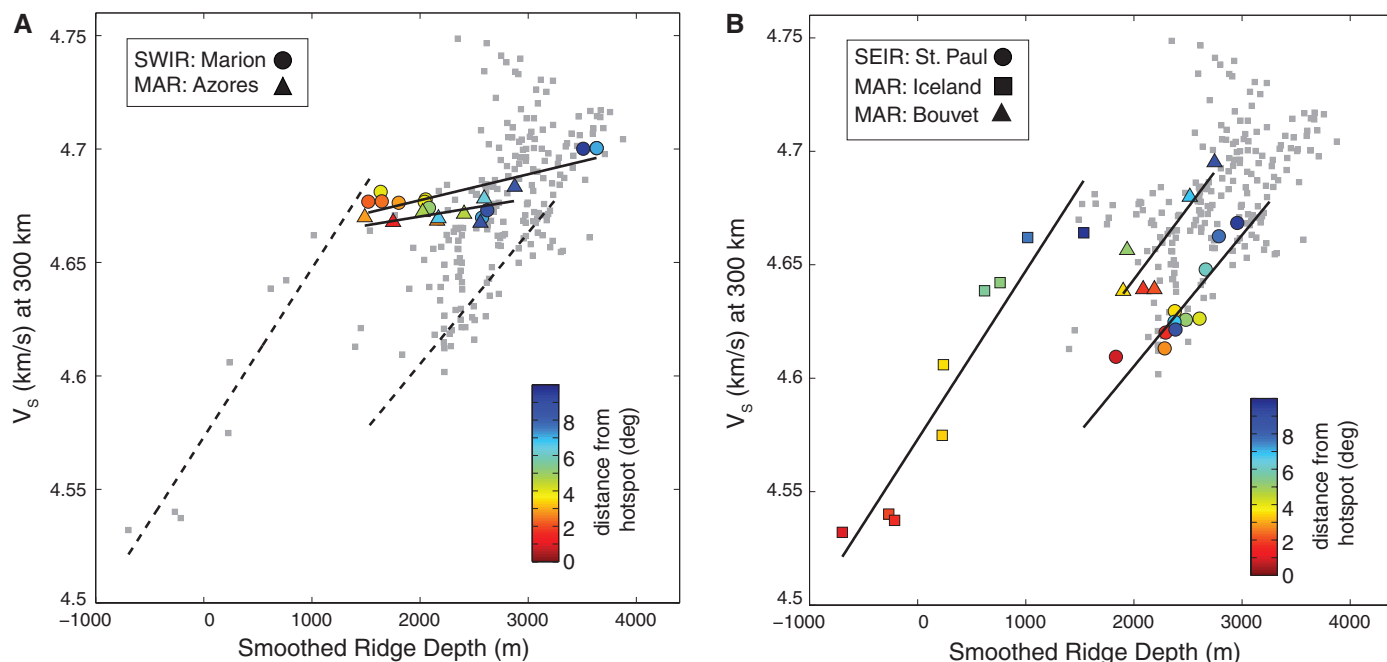 A
SWIR: Marion
MAR: Azores
4.75
4.7
4.65
4.6
4.55
4.5
Vs (km/s) at 300 km
8
6
4
2
0
distance from
hotspot (deg)
−1000 0 1000 2000 3000 4000
Smoothed Ridge Depth (m)
B
SEIR: St. Paul
MAR: Iceland
MAR: Bouvet
4.75
4.7
4.65
4.6
4.55
4.5
Vs (km/s) at 300 km
8
6
4
2
0
distance from
hotspot (deg)
−1000 0 1000 2000 3000 4000
Smoothed Ridge Depth (m)